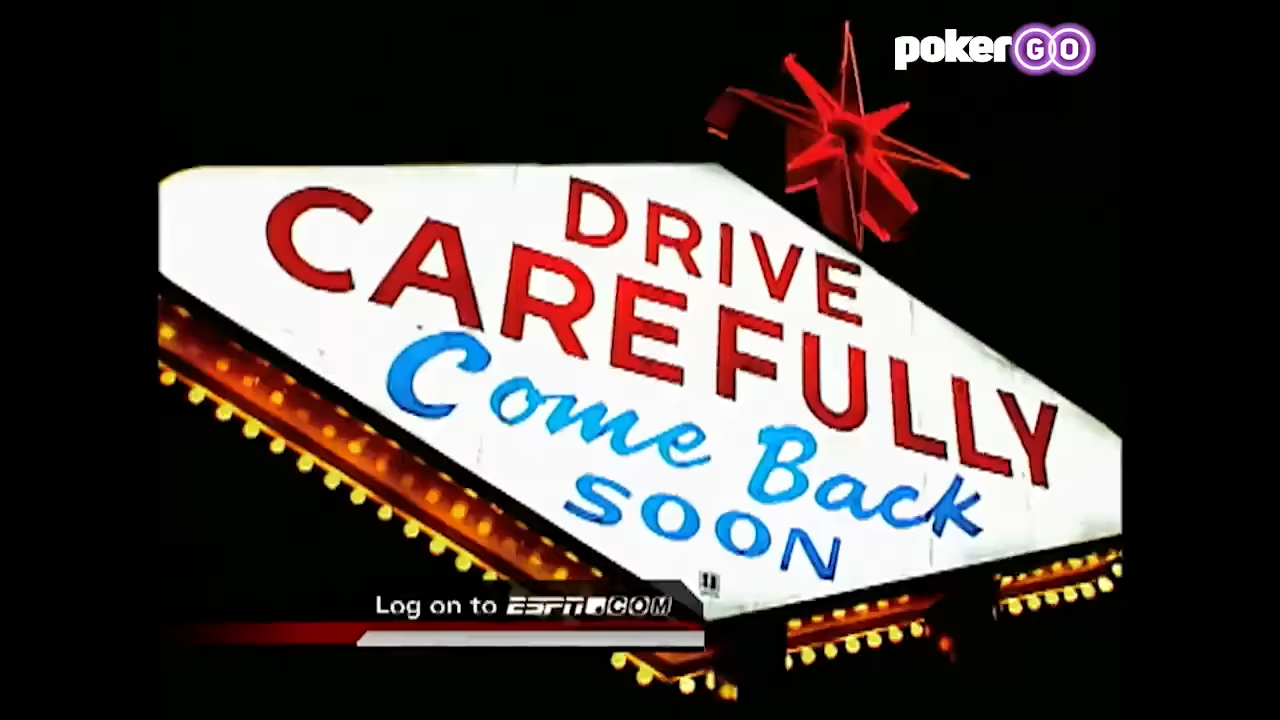 pokerGO
DRIVE
CAREFULLY
Come Back
SOON
Log on to ESPN.COM